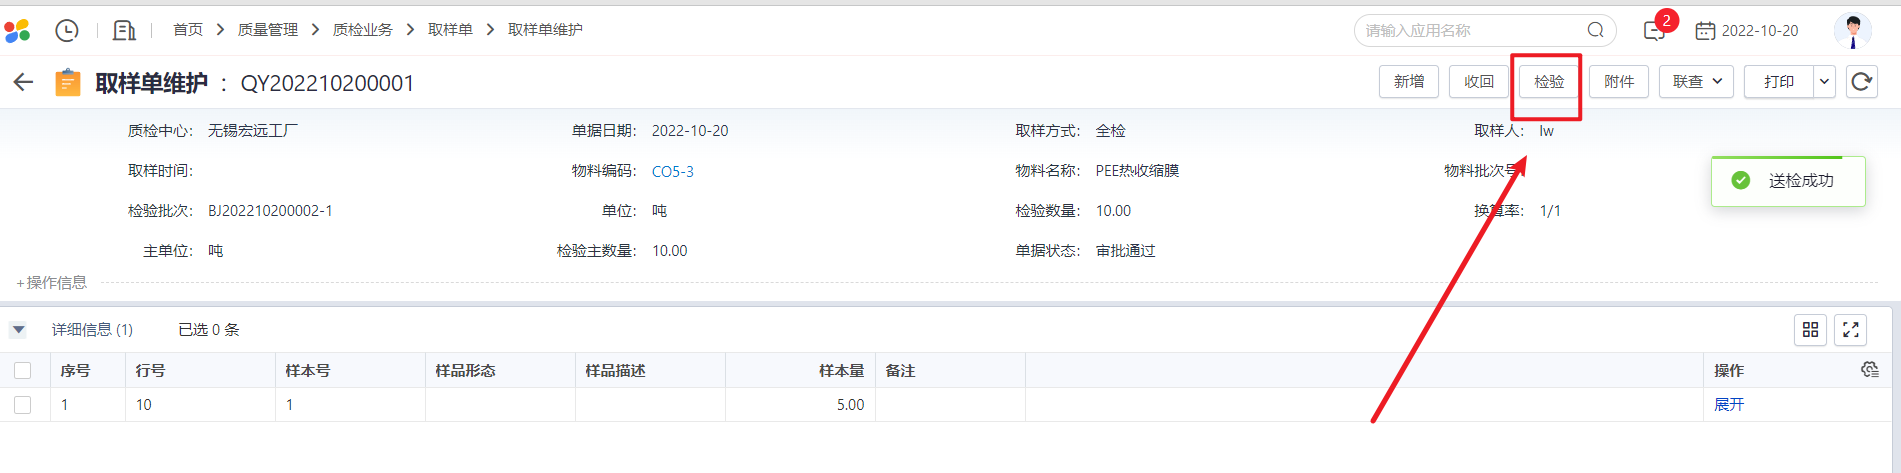 首页 > 质量管理 > 质检业务 > 取样单 > 取样单维护 请输入应用名称 2 2022-10-20
取样单维护 : QY202210200001 新增 收回 检验 附件 联查 打印
质检中心: 无锡宏远工厂 单据日期: 2022-10-20 取样方式: 全检 取样人: lw
取样时间: 物料编码: CO5-3 物料名称: PEE热收缩膜 物料批次号
送检成功
检验批次: BJ202210200002-1 单位: 吨 检验数量: 10.00 换算率: 1/1
主单位: 吨 检验主数量: 10.00 单据状态: 审批通过
+操作信息
详细信息 (1) 已选 0 条
序号 行号 样本号 样品形态 样品描述 样本量 备注 操作
1 10 1 5.00 展开